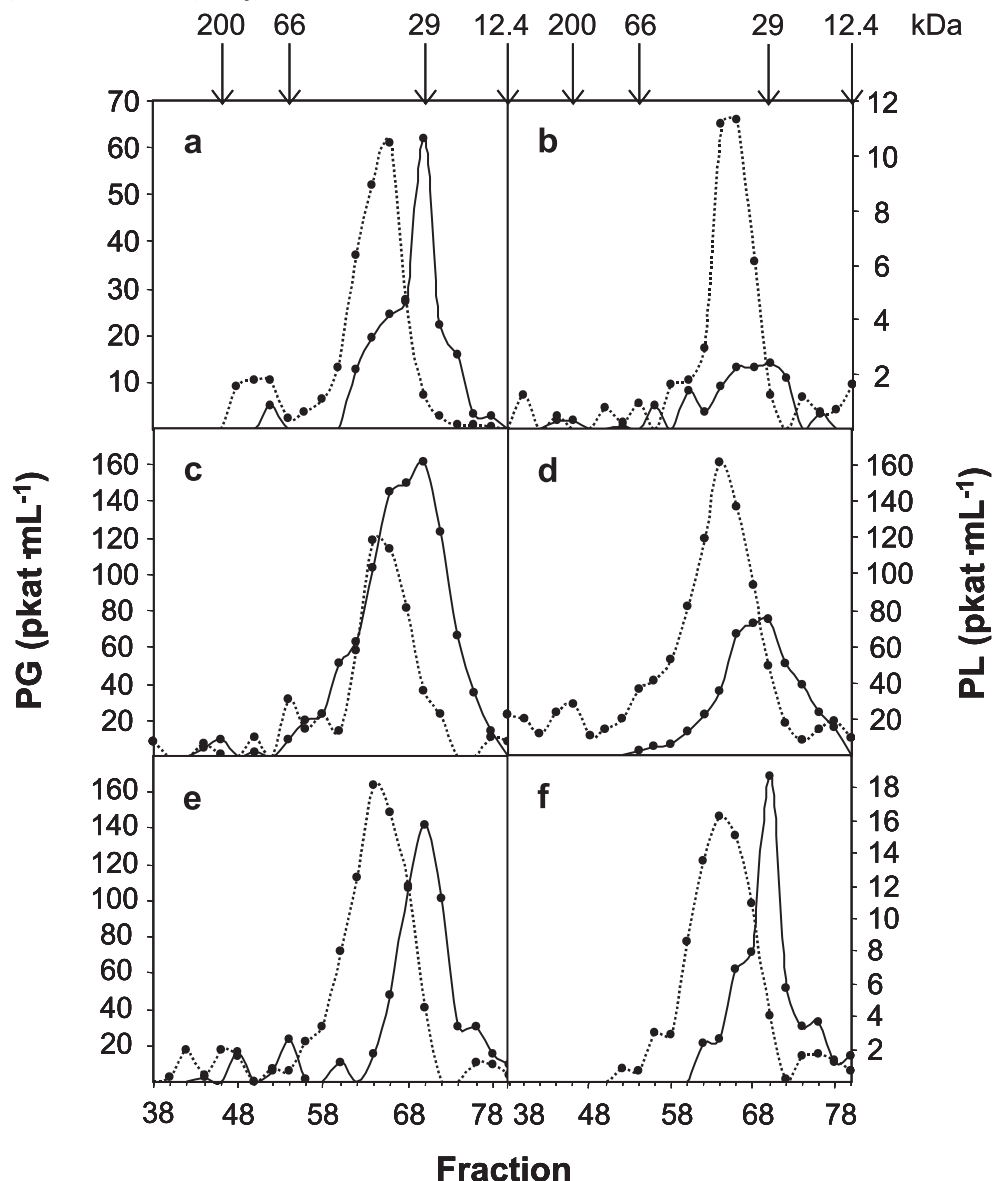 200 66 29 12.4 200 66 29 12.4 kDa
70 a b 12
60 10
50 8
40 6
30 4
20 2
10
160 c d 160
140 140
120 120
100 100
80 80
60 60
40 40
20 20
PG (pkat·mL-1)
PL (pkat·mL-1)
160 e f 18
140 16
120 14
100 12
80 10
60 8
40 6
20 4
2
38 48 58 68 78 38 48 58 68 78
Fraction